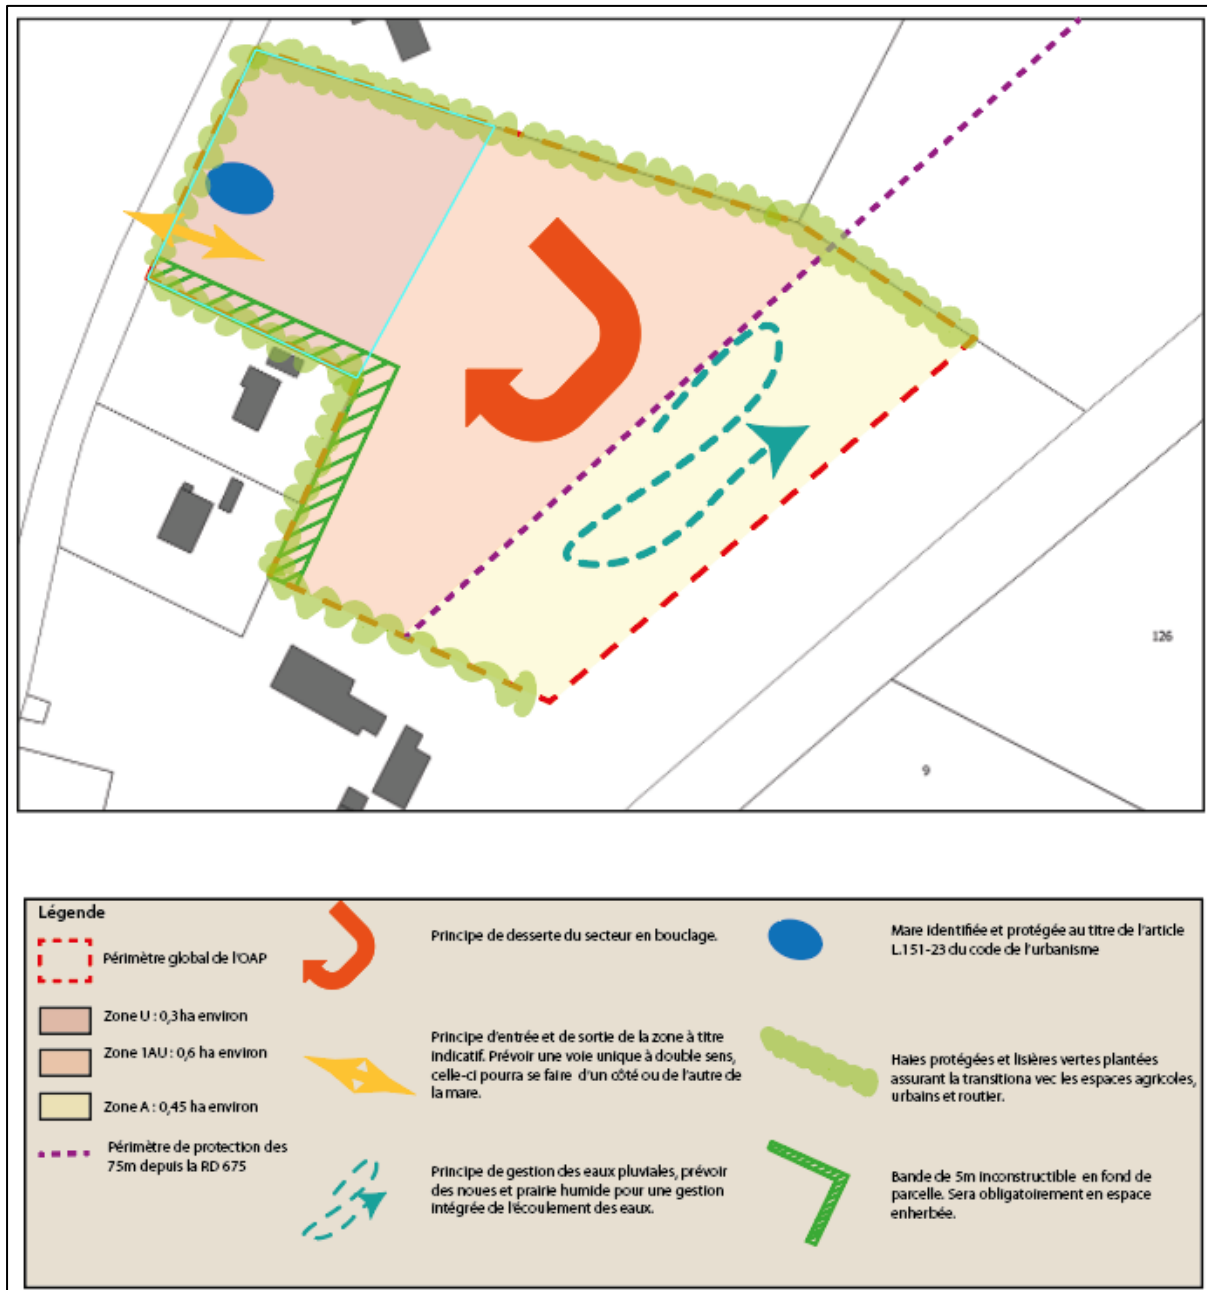 126
9
Légende
Périmètre global de l'OAP
Zone U : 0,3ha environ
Zone 1AU : 0,6 ha environ
Zone A : 0,45 ha environ
Périmètre de protection des
75m depuis la RD 675
Principe de desserte du secteur en bouclage.
Principe d'entrée et de sortie de la zone à titre
indicatif. Prévoir une voie unique à double sens,
celle-ci pourra se faire d'un côté ou de l'autre de
la mare.
Principe de gestion des eaux pluviales, prévoir
des noues et prairie humide pour une gestion
intégrée de l'écoulement des eaux.
Mare identifiée et protégée au titre de l'article
L.151-23 du code de l'urbanisme
Haies protégées et lisières vertes plantées
assurant la transitiona vec les espaces agricoles,
urbains et routier.
Bande de 5m inconstructible en fond de
parcelle. Sera obligatoirement en espace
enherbée.